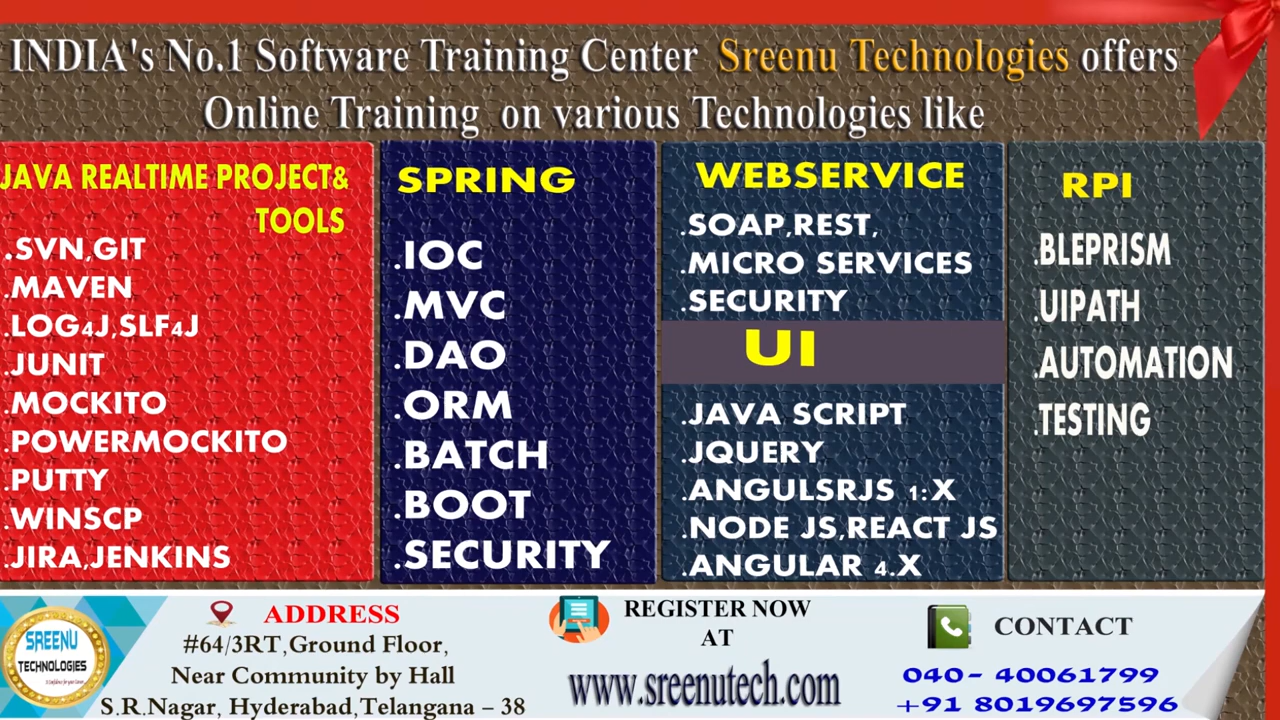 INDIA's No.1 Software Training Center Sreenu Technologies offers
Online Training on various Technologies like
JAVA REALTIME PROJECT&
TOOLS
.SVN,GIT
.MAVEN
.LOG4J,SLF4J
.JUNIT
.MOCKITO
.POWERMOCKITO
.PUTTY
.WINSCP
.JIRA,JENKINS
SPRING
.IOC
.MVC
.DAO
.ORM
.BATCH
.BOOT
.SECURITY
WEBSERVICE
.SOAP,REST,
.MICRO SERVICES
.SECURITY
UI
.JAVA SCRIPT
.JQUERY
.ANGULSRJS 1:X
.NODE JS,REACT JS
.ANGULAR 4.X
RPI
.BLEPRISM
.UIPATH
.AUTOMATION
.TESTING
SREENU
TECHNOLOGIES
ADDRESS
#64/3RT,Ground Floor,
Near Community by Hall
S.R.Nagar, Hyderabad,Telangana – 38
REGISTER NOW
AT
www.sreenutech.com
CONTACT
040- 40061799
+91 8019697596